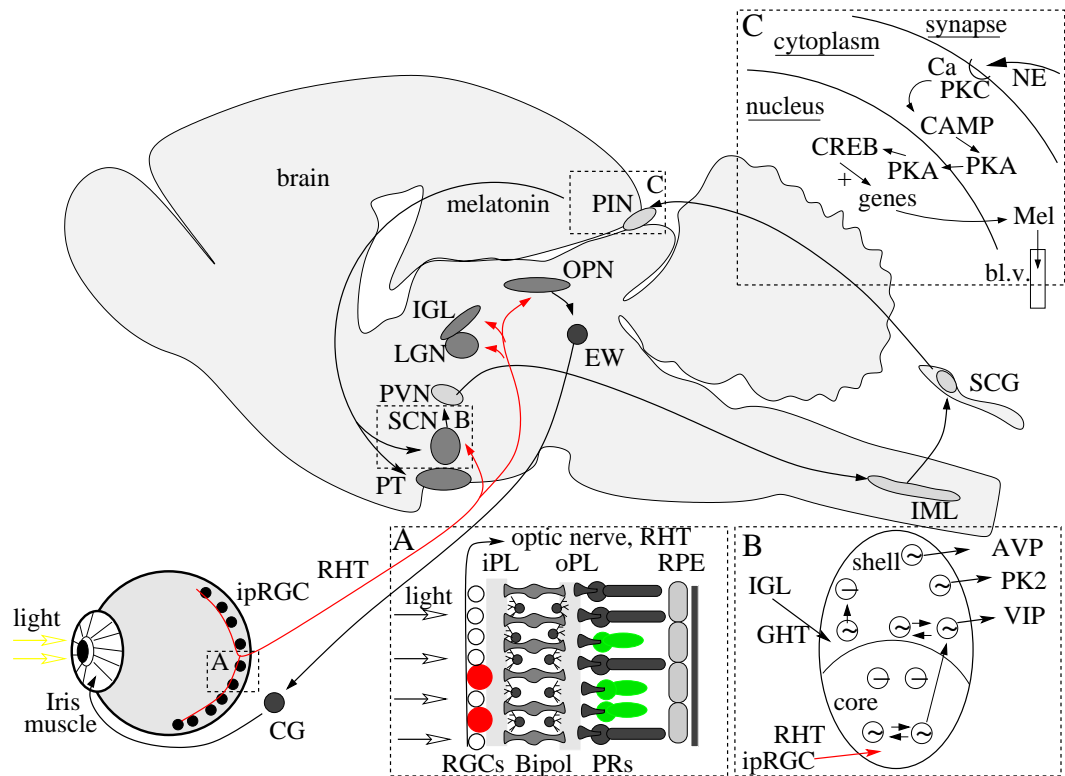 C
synapse
cytoplasm
Ca
PKC
NE
nucleus
CAMP
CREB
PKA
PKA
+
genes
Mel
bl.v.
brain
melatonin
PIN
C
OPN
IGL
LGN
EW
PVN
SCN
B
PT
SCG
IML
RHT
ipRGC
light
A
Iris
muscle
CG
A
optic nerve, RHT
iPL
oPL
RPE
light
RGCs
Bipol
PRs
B
shell
AVP
IGL
PK2
GHT
VIP
core
RHT
ipRGC